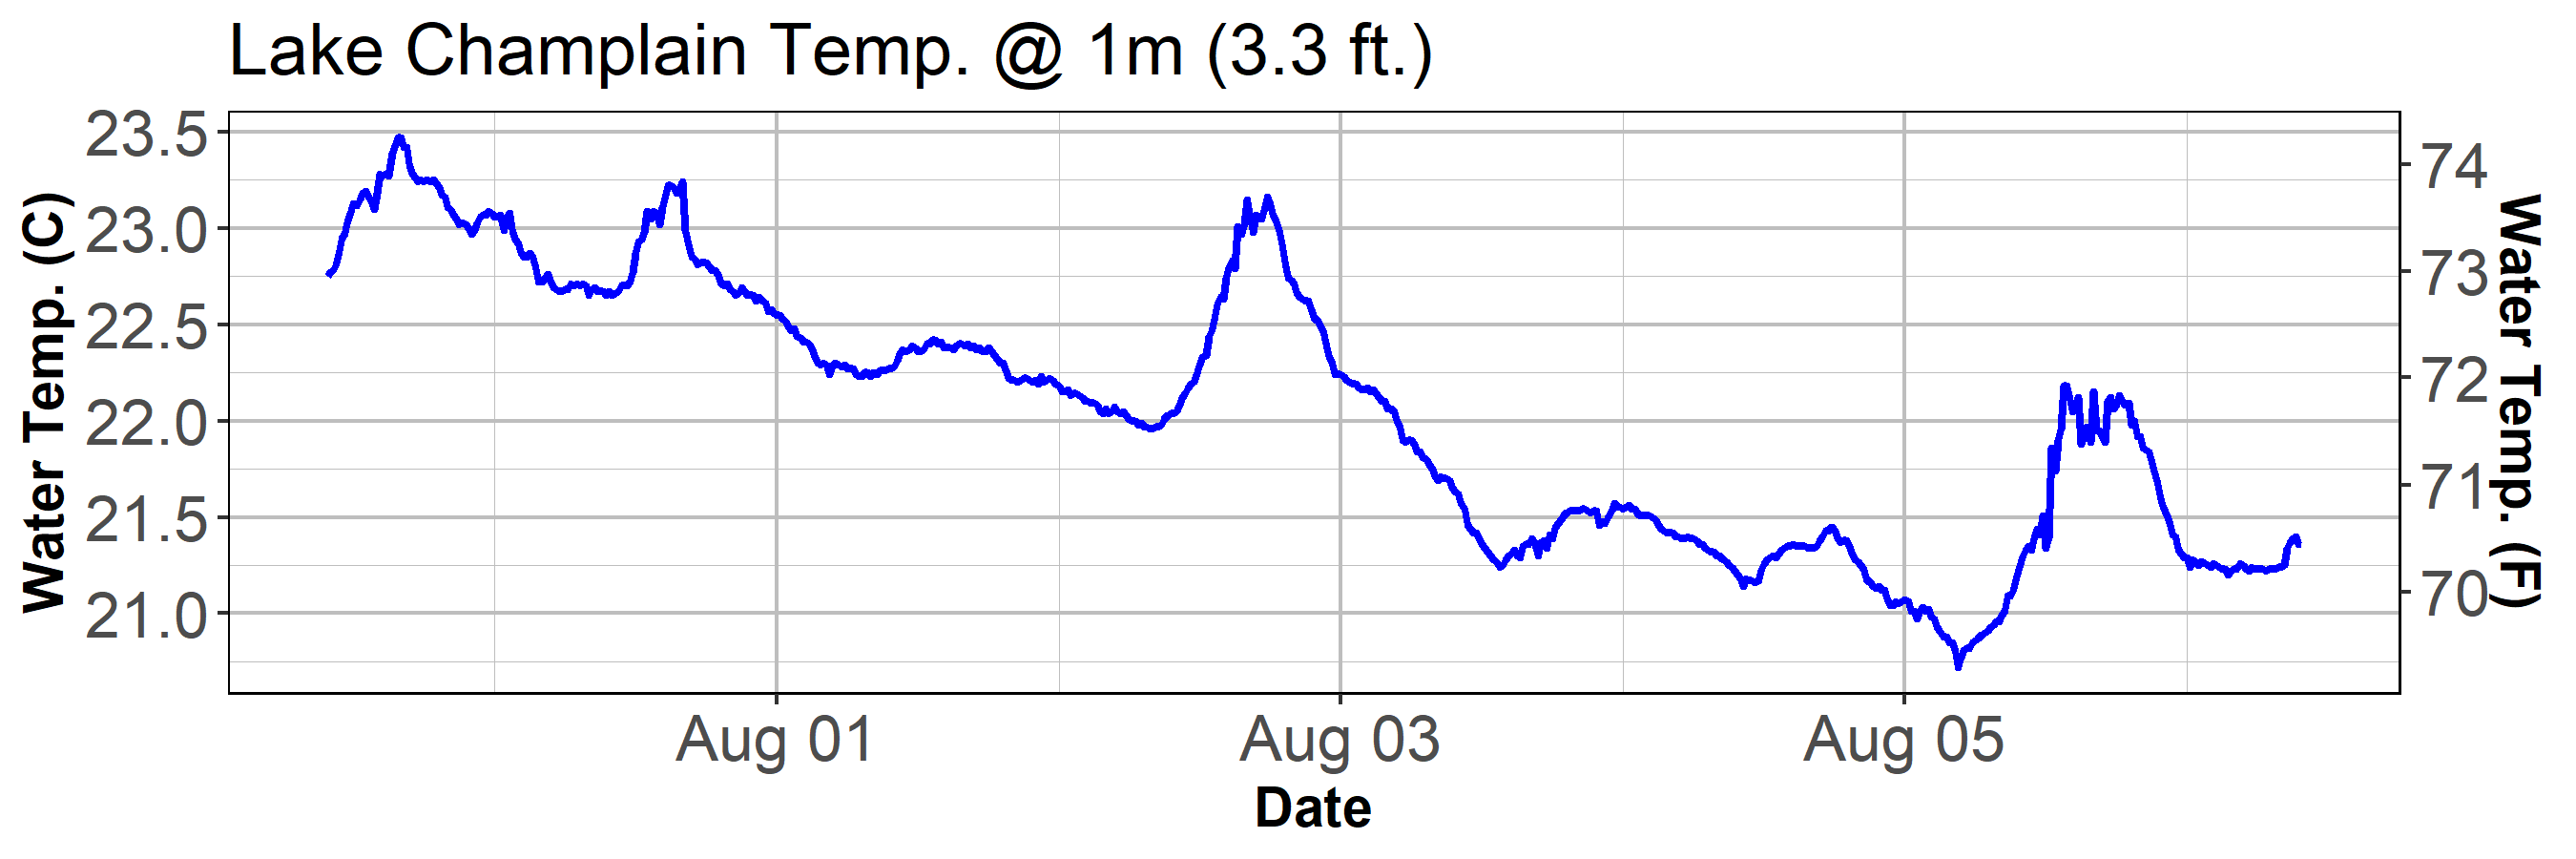 Lake Champlain Temp. @ 1m (3.3 ft.)
Water Temp. (C)
23.5
23.0
22.5
22.0
21.5
21.0
74
73
72
71
70
Water Temp. (F)
Aug 01 Aug 03 Aug 05
Date